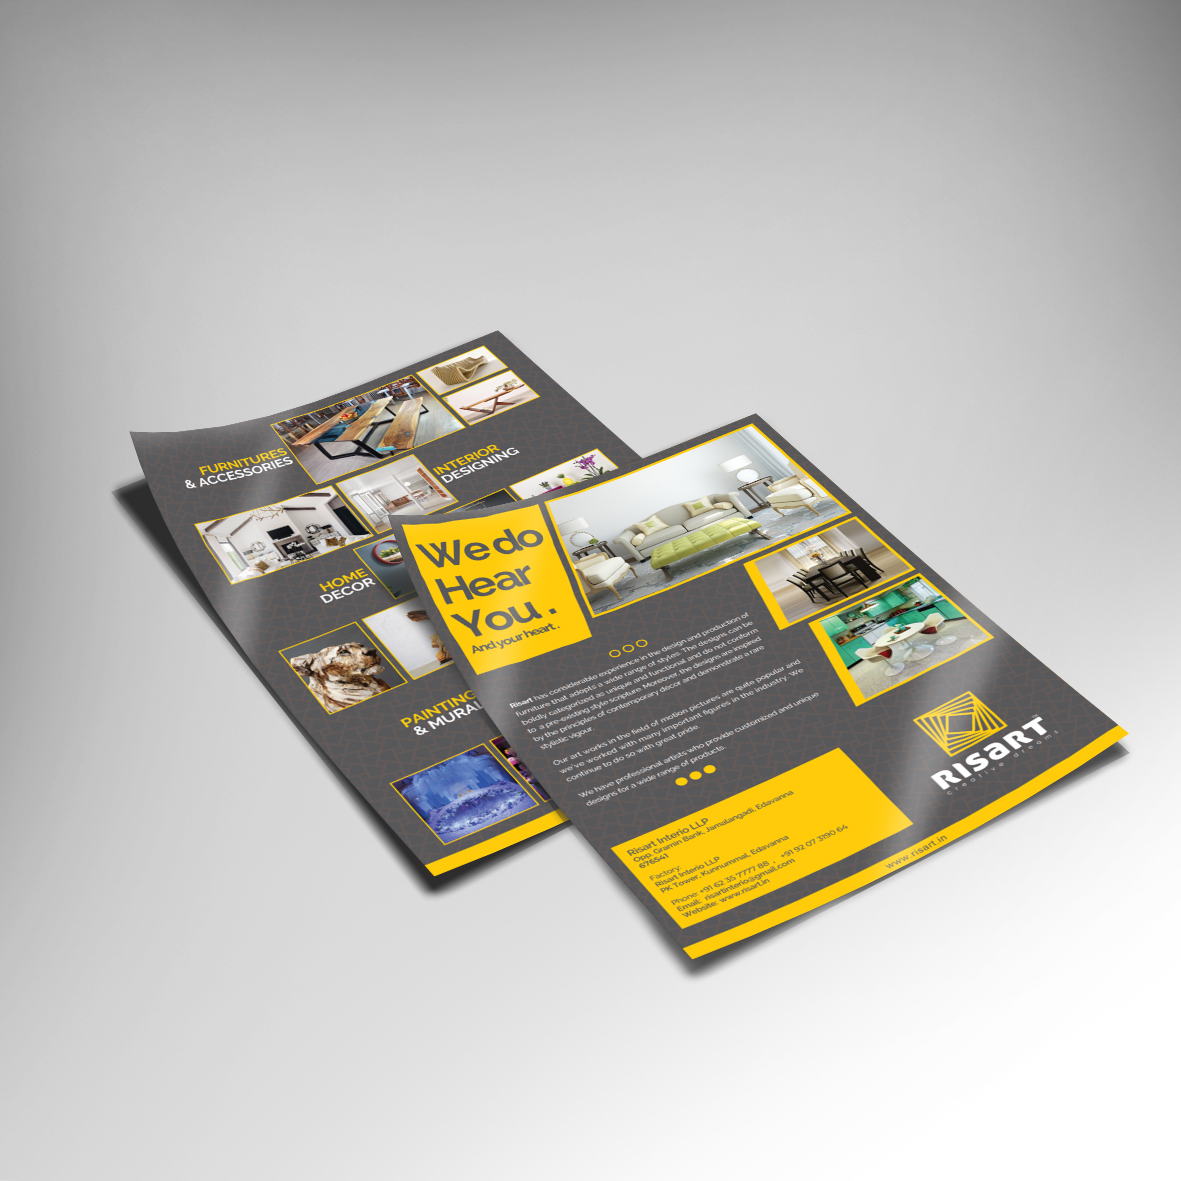 FURNITURES
& ACCESSORIES
INTERIOR
DESIGNING
HOME
DECOR
PAINTING
& MURAL
We do
Hear
You .
And your heart .
Risart has considerable experience in the design and production of
furniture that adopts a wide range of styles. The designs can be
boldly categorized as unique and functional and do not conform
to a pre-existing style scripture. Moreover, the designs are inspired
by the principles of contemporary decor and demonstrate a rare
stylistic vigour.
Our art works in the field of motion pictures are quite popular and
we've worked with many important figures in the industry. We
continue to do so with great pride.
We have professional artists who provide customized and unique
designs for a wide range of products.
RISART
Creative dreams
Risart Interio LLP
Opp. Gramin Bank, Jamalangadi, Edavanna
676541
Factory
Risart Interio LLP
PK Tower, Kunnummal, Edavanna
Phone: +91 62 35 7777 88 , +91 92 07 3190 64
Email: risartinterio@gmail.com
Website: www.risart.in
www.risart.in